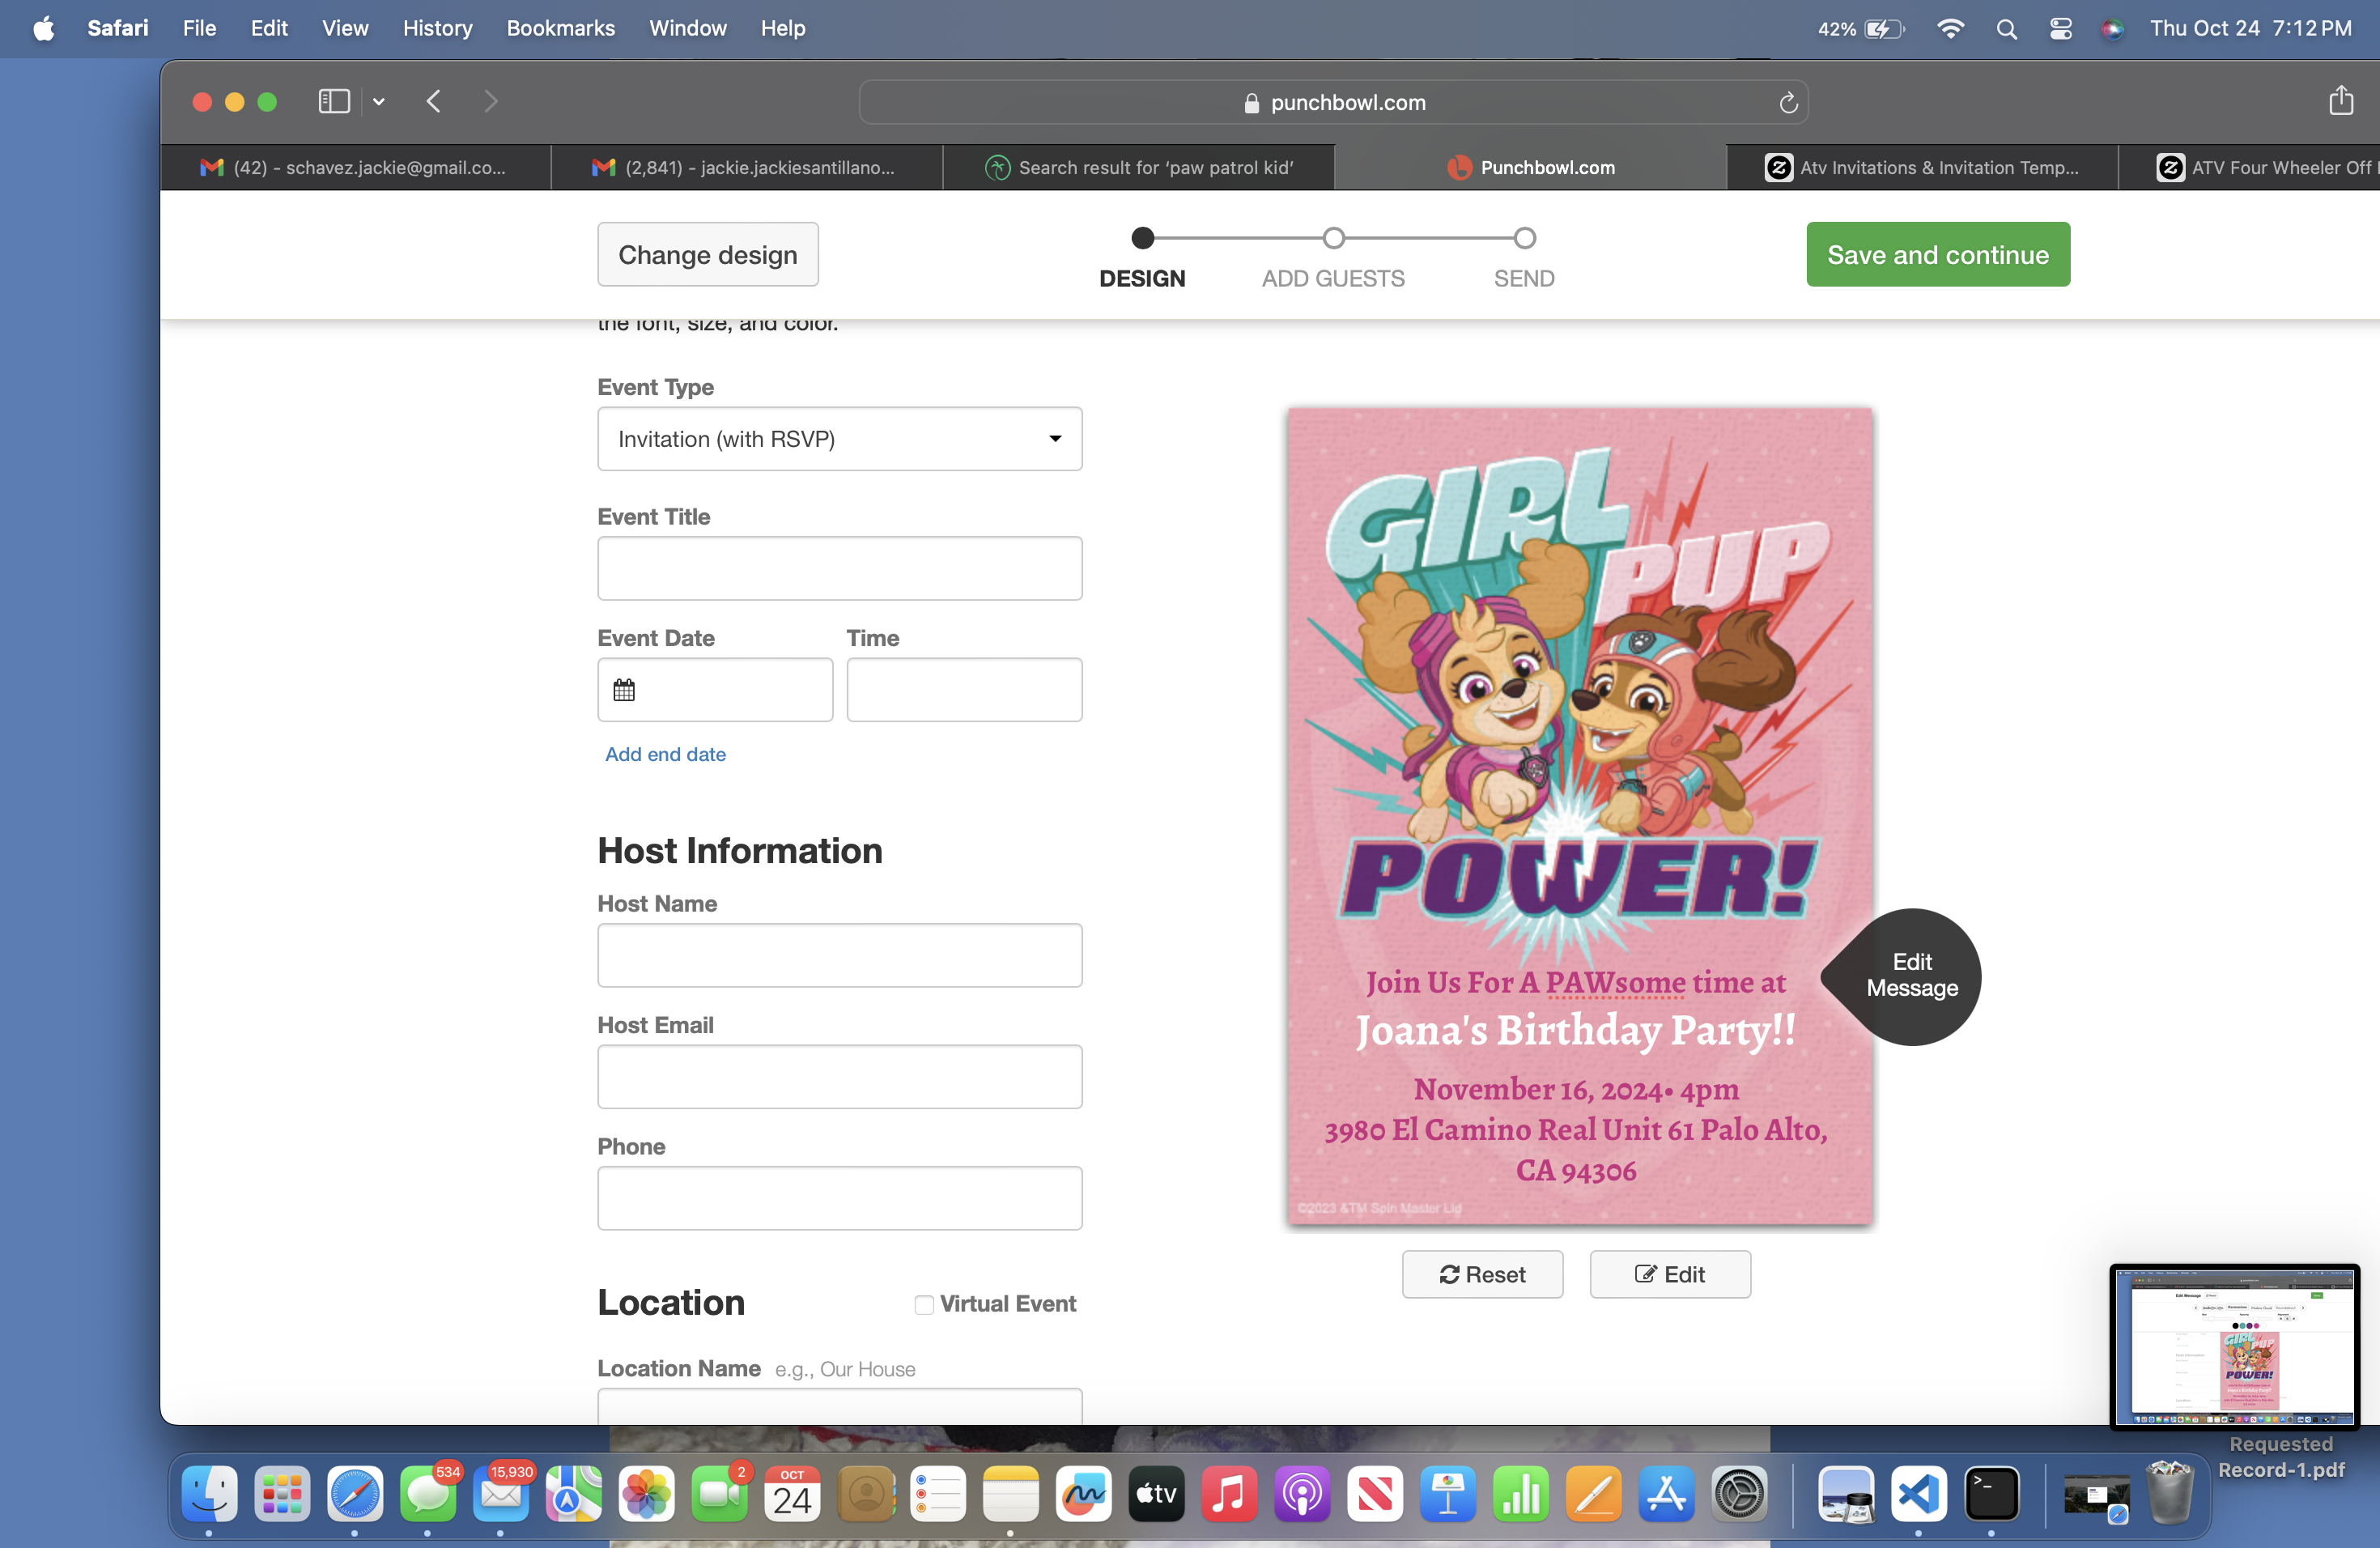 Safari File Edit View History Bookmarks Window Help 42% Thu Oct 24 7:12 PM
punchbowl.com
(42) - schavez.jackie@gmail.co... (2,841) - jackie.jackiesantillano... Search result for ‘paw patrol kid’ Punchbowl.com Atv Invitations & Invitation Temp... ATV Four Wheeler Off
Change design
DESIGN ADD GUESTS SEND
Save and continue
the font, size, and color.
Event Type
Invitation (with RSVP)
Event Title
Event Date Time
Add end date
Host Information
Host Name
Host Email
Phone
Location
Virtual Event
Location Name e.g., Our House
GIRL
PUP
POWER!
Join Us For A PAWsome time at
Joana's Birthday Party!!
November 16, 2024• 4pm
3980 El Camino Real Unit 61 Palo Alto,
CA 94306
©2023 &TM Spin Master Ltd
Edit
Message
Reset Edit
Edit Message
GIRL
PUP
POWER!
Requested
Record-1.pdf
534 15,930 2 OCT
24
tv